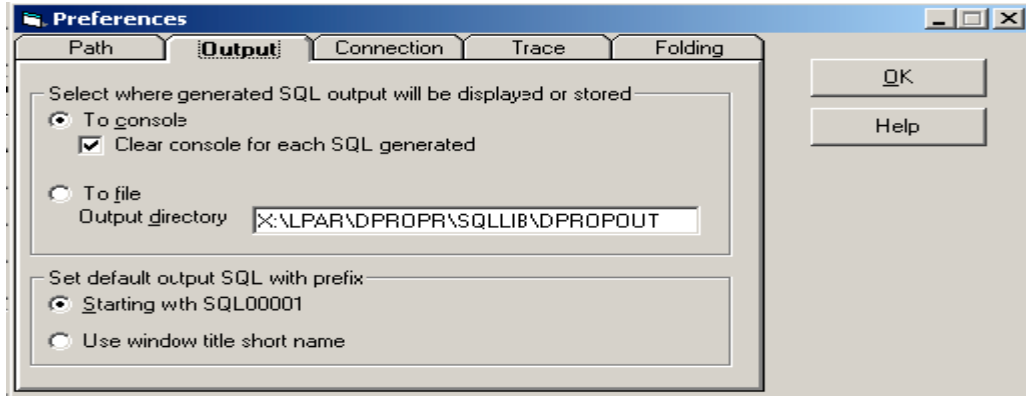 Preferences
Path Output Connection Trace Folding
OK
Help
Select where generated SQL output will be displayed or stored
To console
Clear console for each SQL generated
To file
Output directory X:\LPAR\DPROPR\SQLLIB\DPROPOUT
Set default output SQL with prefix
Starting with SQL00001
Use window title short name